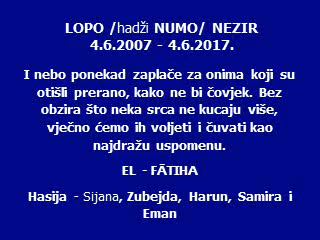 LOPO /hadži NUMO/ NEZIR
4.6.2007 - 4.6.2017.
I nebo ponekad zaplače za onima koji su
otišli prerano, kako ne bi čovjek. Bez
obzira što neka srca ne kucaju više,
vječno ćemo ih voljeti i čuvati kao
najdražu uspomenu.
EL - FĀTIHA
Hasija - Sijana, Zubejda, Harun, Samira i
Eman